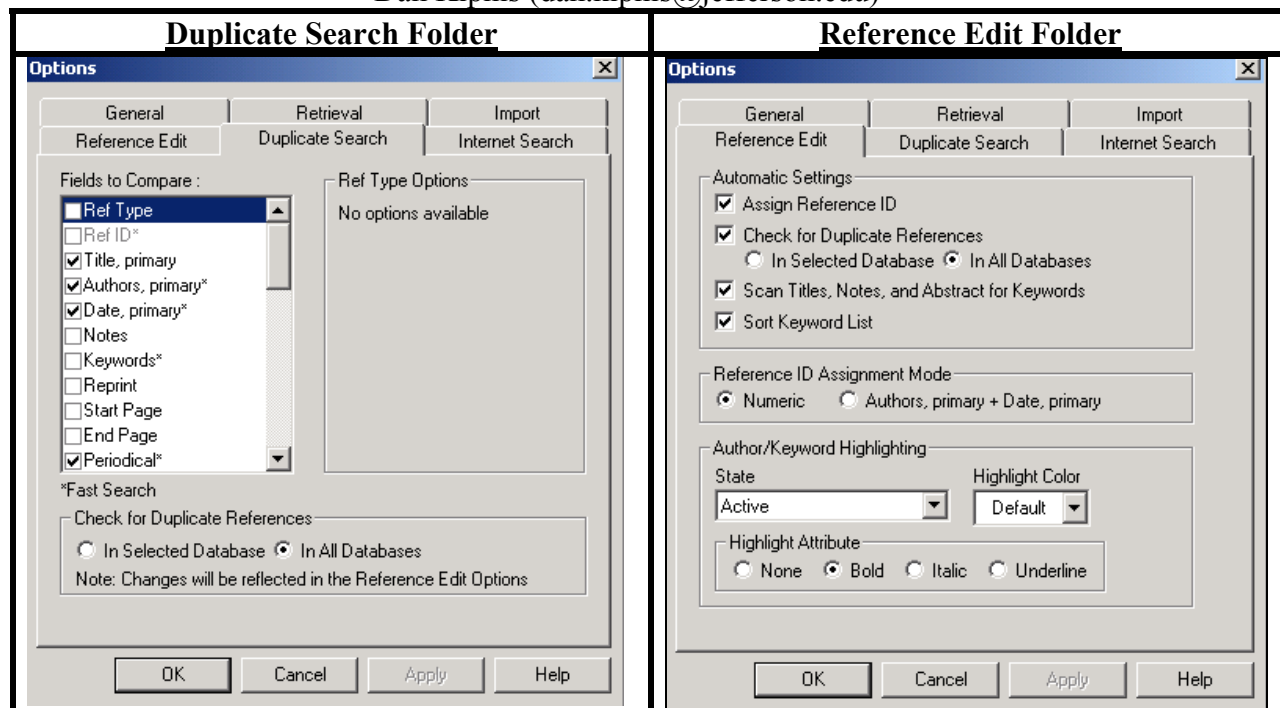 Duplicate Search Folder
Options
General Retrieval Import
Reference Edit Duplicate Search Internet Search
Fields to Compare : Ref Type Options
Ref Type No options available
Ref ID*
Title, primary
Authors, primary*
Date, primary*
Notes
Keywords*
Reprint
Start Page
End Page
Periodical*
*Fast Search
Check for Duplicate References
In Selected Database In All Databases
Note: Changes will be reflected in the Reference Edit Options
OK Cancel Apply Help
Reference Edit Folder
Options
General Retrieval Import
Reference Edit Duplicate Search Internet Search
Automatic Settings
Assign Reference ID
Check for Duplicate References
In Selected Database In All Databases
Scan Titles, Notes, and Abstract for Keywords
Sort Keyword List
Reference ID Assignment Mode
Numeric Authors, primary + Date, primary
Author/Keyword Highlighting
State Highlight Color
Active Default
Highlight Attribute
None Bold Italic Underline
OK Cancel Apply Help